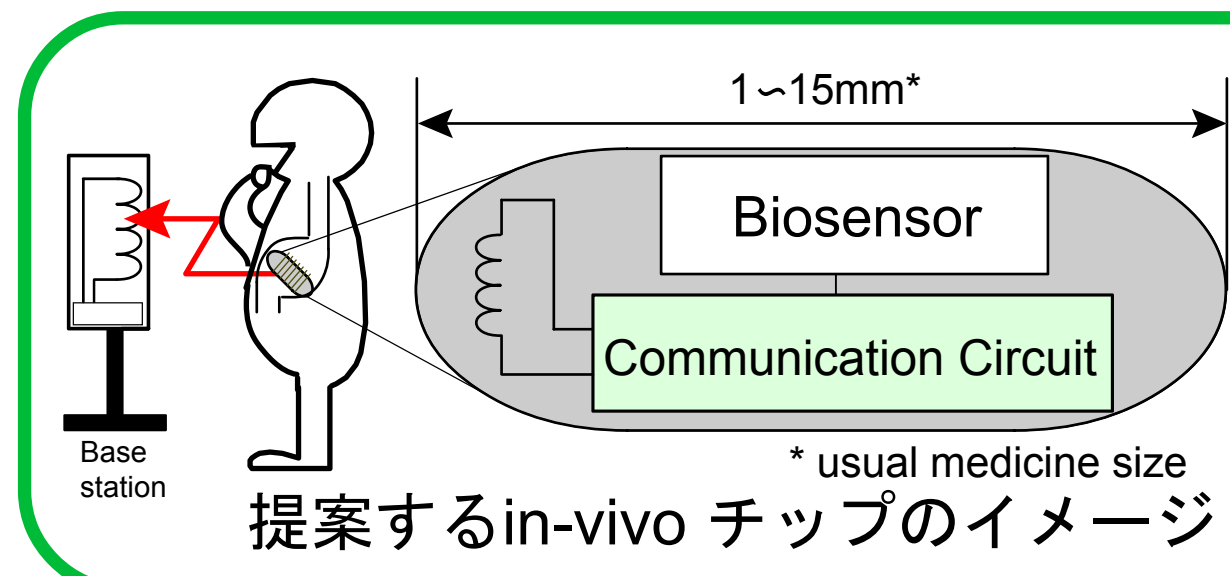 1∽15mm*
Biosensor
Communication Circuit
Base
station
* usual medicine size
提案するin-vivo チップのイメージ